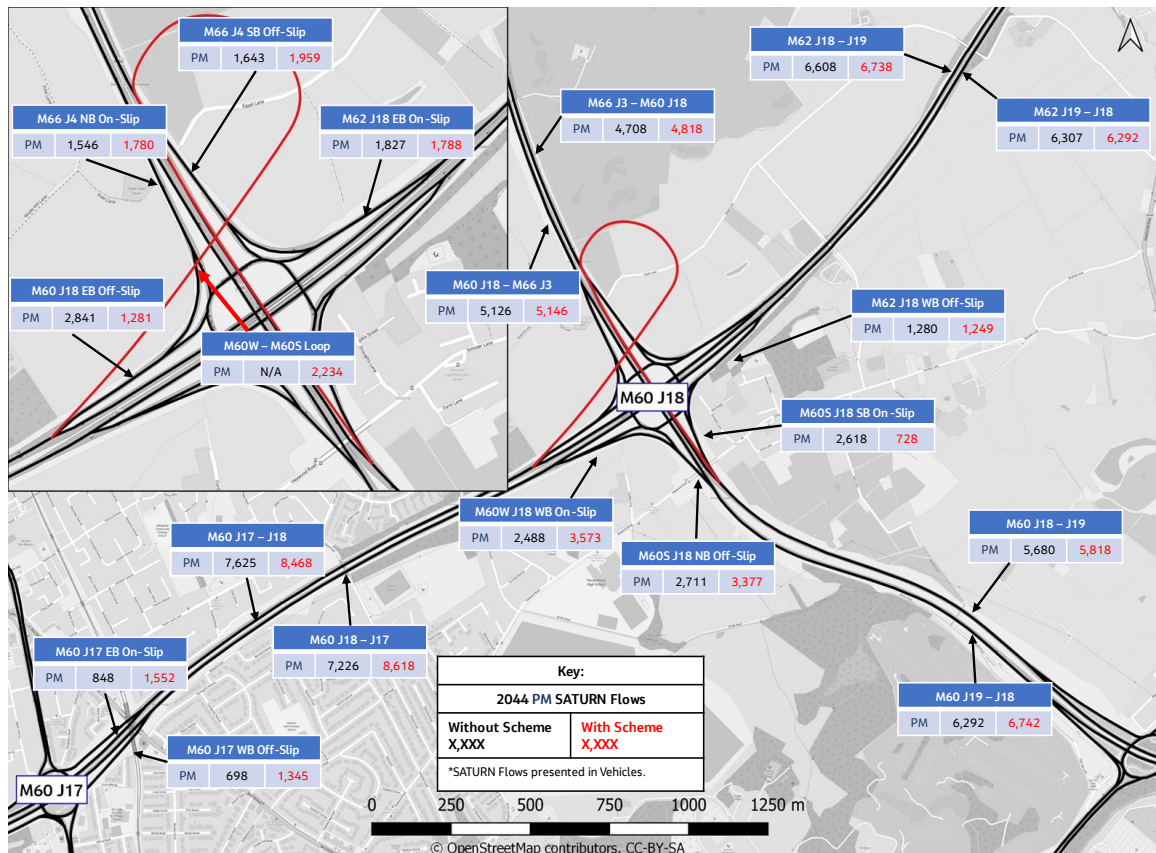 M66 J4 SB Off-Slip
PM 1,643 1,959
M66 J4 NB On-Slip
PM 1,546 1,780
M62 J18 EB On-Slip
PM 1,827 1,788
M60 J18 EB Off-Slip
PM 2,841 1,281
M60W – M60S Loop
PM N/A 2,234
M62 J18 – J19
PM 6,608 6,738
M66 J3 – M60 J18
PM 4,708 4,818
M62 J19 – J18
PM 6,307 6,292
M60 J18 – M66 J3
PM 5,126 5,146
M62 J18 WB Off-Slip
PM 1,280 1,249
M60 J18
M60S J18 SB On-Slip
PM 2,618 728
M60W J18 WB On-Slip
PM 2,488 3,573
M60S J18 NB Off-Slip
PM 2,711 3,377
M60 J18 – J19
PM 5,680 5,818
M60 J17 – J18
PM 7,625 8,468
M60 J18 – J17
PM 7,226 8,618
M60 J17 EB On-Slip
PM 848 1,552
M60 J17 WB Off-Slip
PM 698 1,345
M60 J17
M60 J19 – J18
PM 6,292 6,742
Key:
2044 PM SATURN Flows
Without Scheme
X,XXX
With Scheme
X,XXX
*SATURN Flows presented in Vehicles.
0 250 500 750 1000 1250 m
© OpenStreetMap contributors, CC-BY-SA
Egypt Lane
Heywood Road